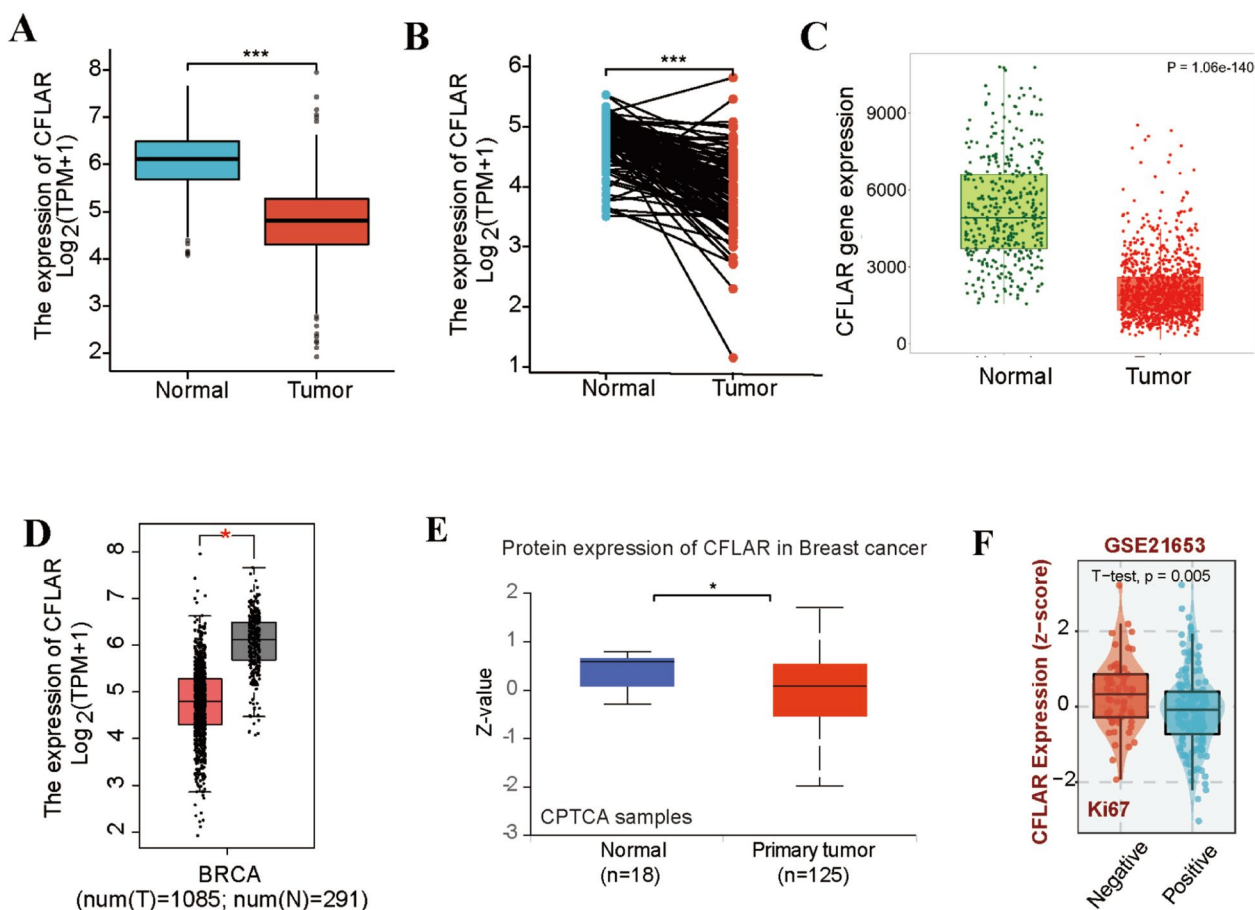 A
The expression of CFLAR
Log2(TPM+1)
8
7
6
5
4
3
2
***
Normal
Tumor
B
The expression of CFLAR
Log2(TPM+1)
6
5
4
3
2
1
***
Normal
Tumor
C
P = 1.06e-140
CFLAR gene expression
9000
6000
3000
0
Normal
Tumor
D
The expression of CFLAR
Log2(TPM+1)
8
7
6
5
4
3
2
*
BRCA
(num(T)=1085; num(N)=291)
E
Protein expression of CFLAR in Breast cancer
Z-value
2
1
0
-1
-2
-3
*
CPTCA samples
Normal
(n=18)
Primary tumor
(n=125)
F
GSE21653
T-test, p = 0.005
CFLAR Expression (z-score)
2
0
-2
Ki67
Negative
Positive